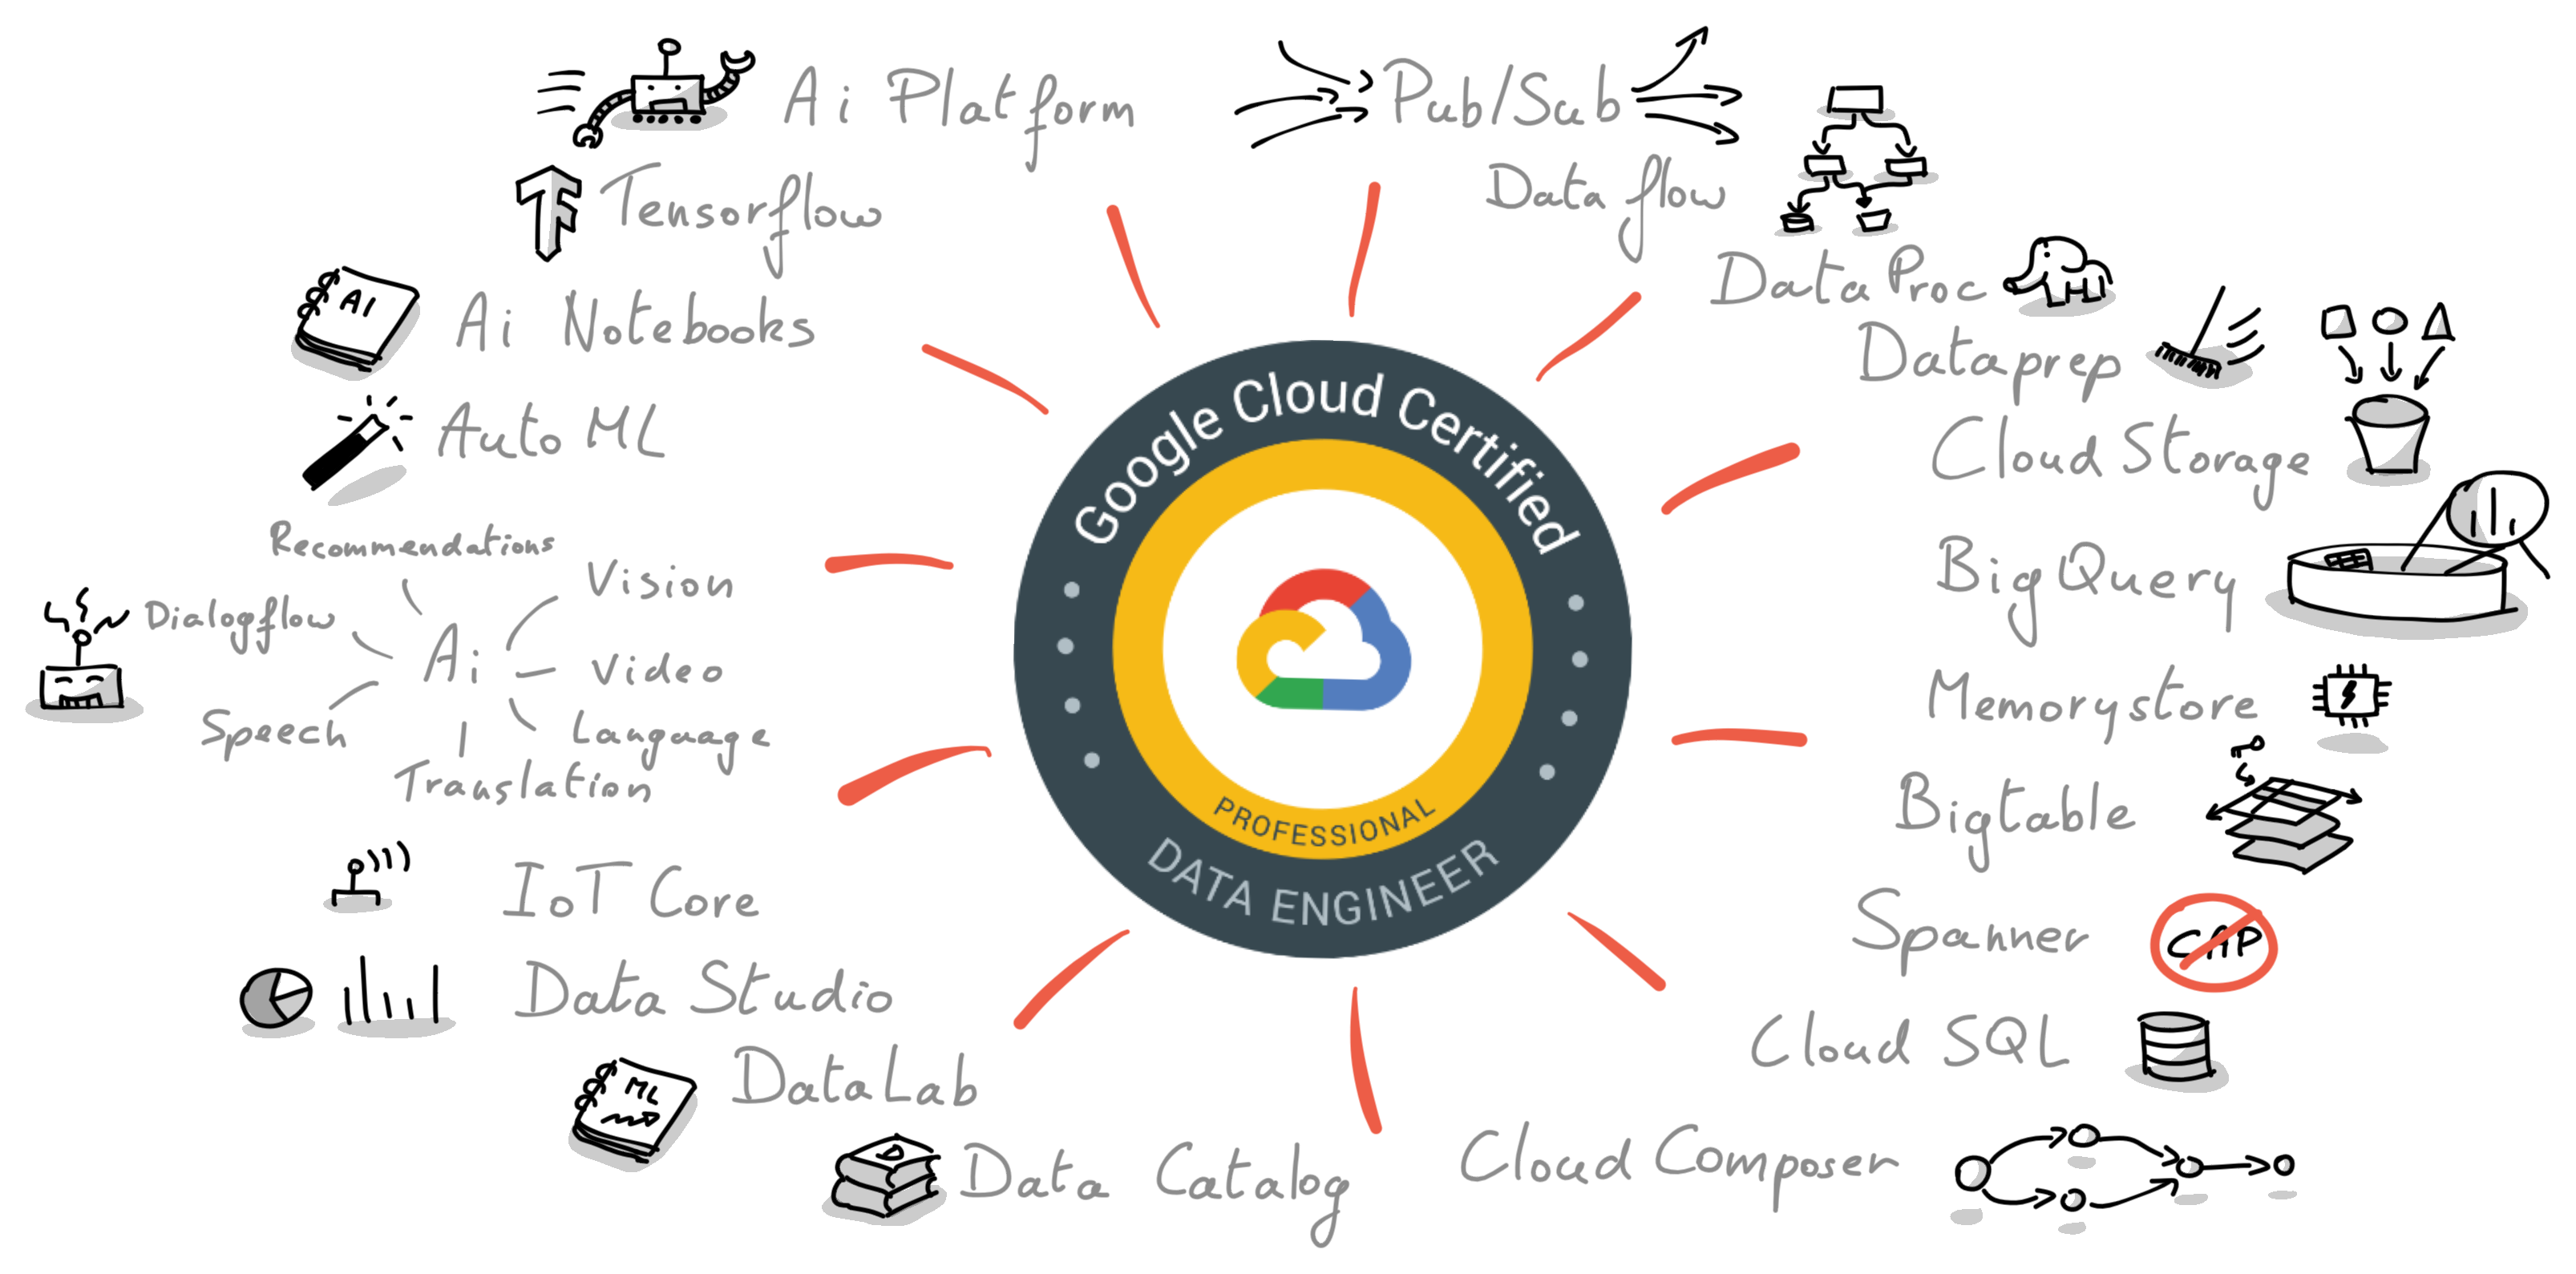 Ai Platform
Pub/Sub
Tensorflow
Data flow
AI
Ai Notebooks
DataProc
Dataprep
Auto ML
Cloud Storage
Google Cloud Certified
PROFESSIONAL
DATA ENGINEER
Recommendations
Vision
Dialogflow
Ai
Video
Speech
Language
Translation
BigQuery
Memorystore
Bigtable
IoT Core
Spanner
CAP
Data Studio
Cloud SQL
ML
DataLab
Data Catalog
Cloud Composer